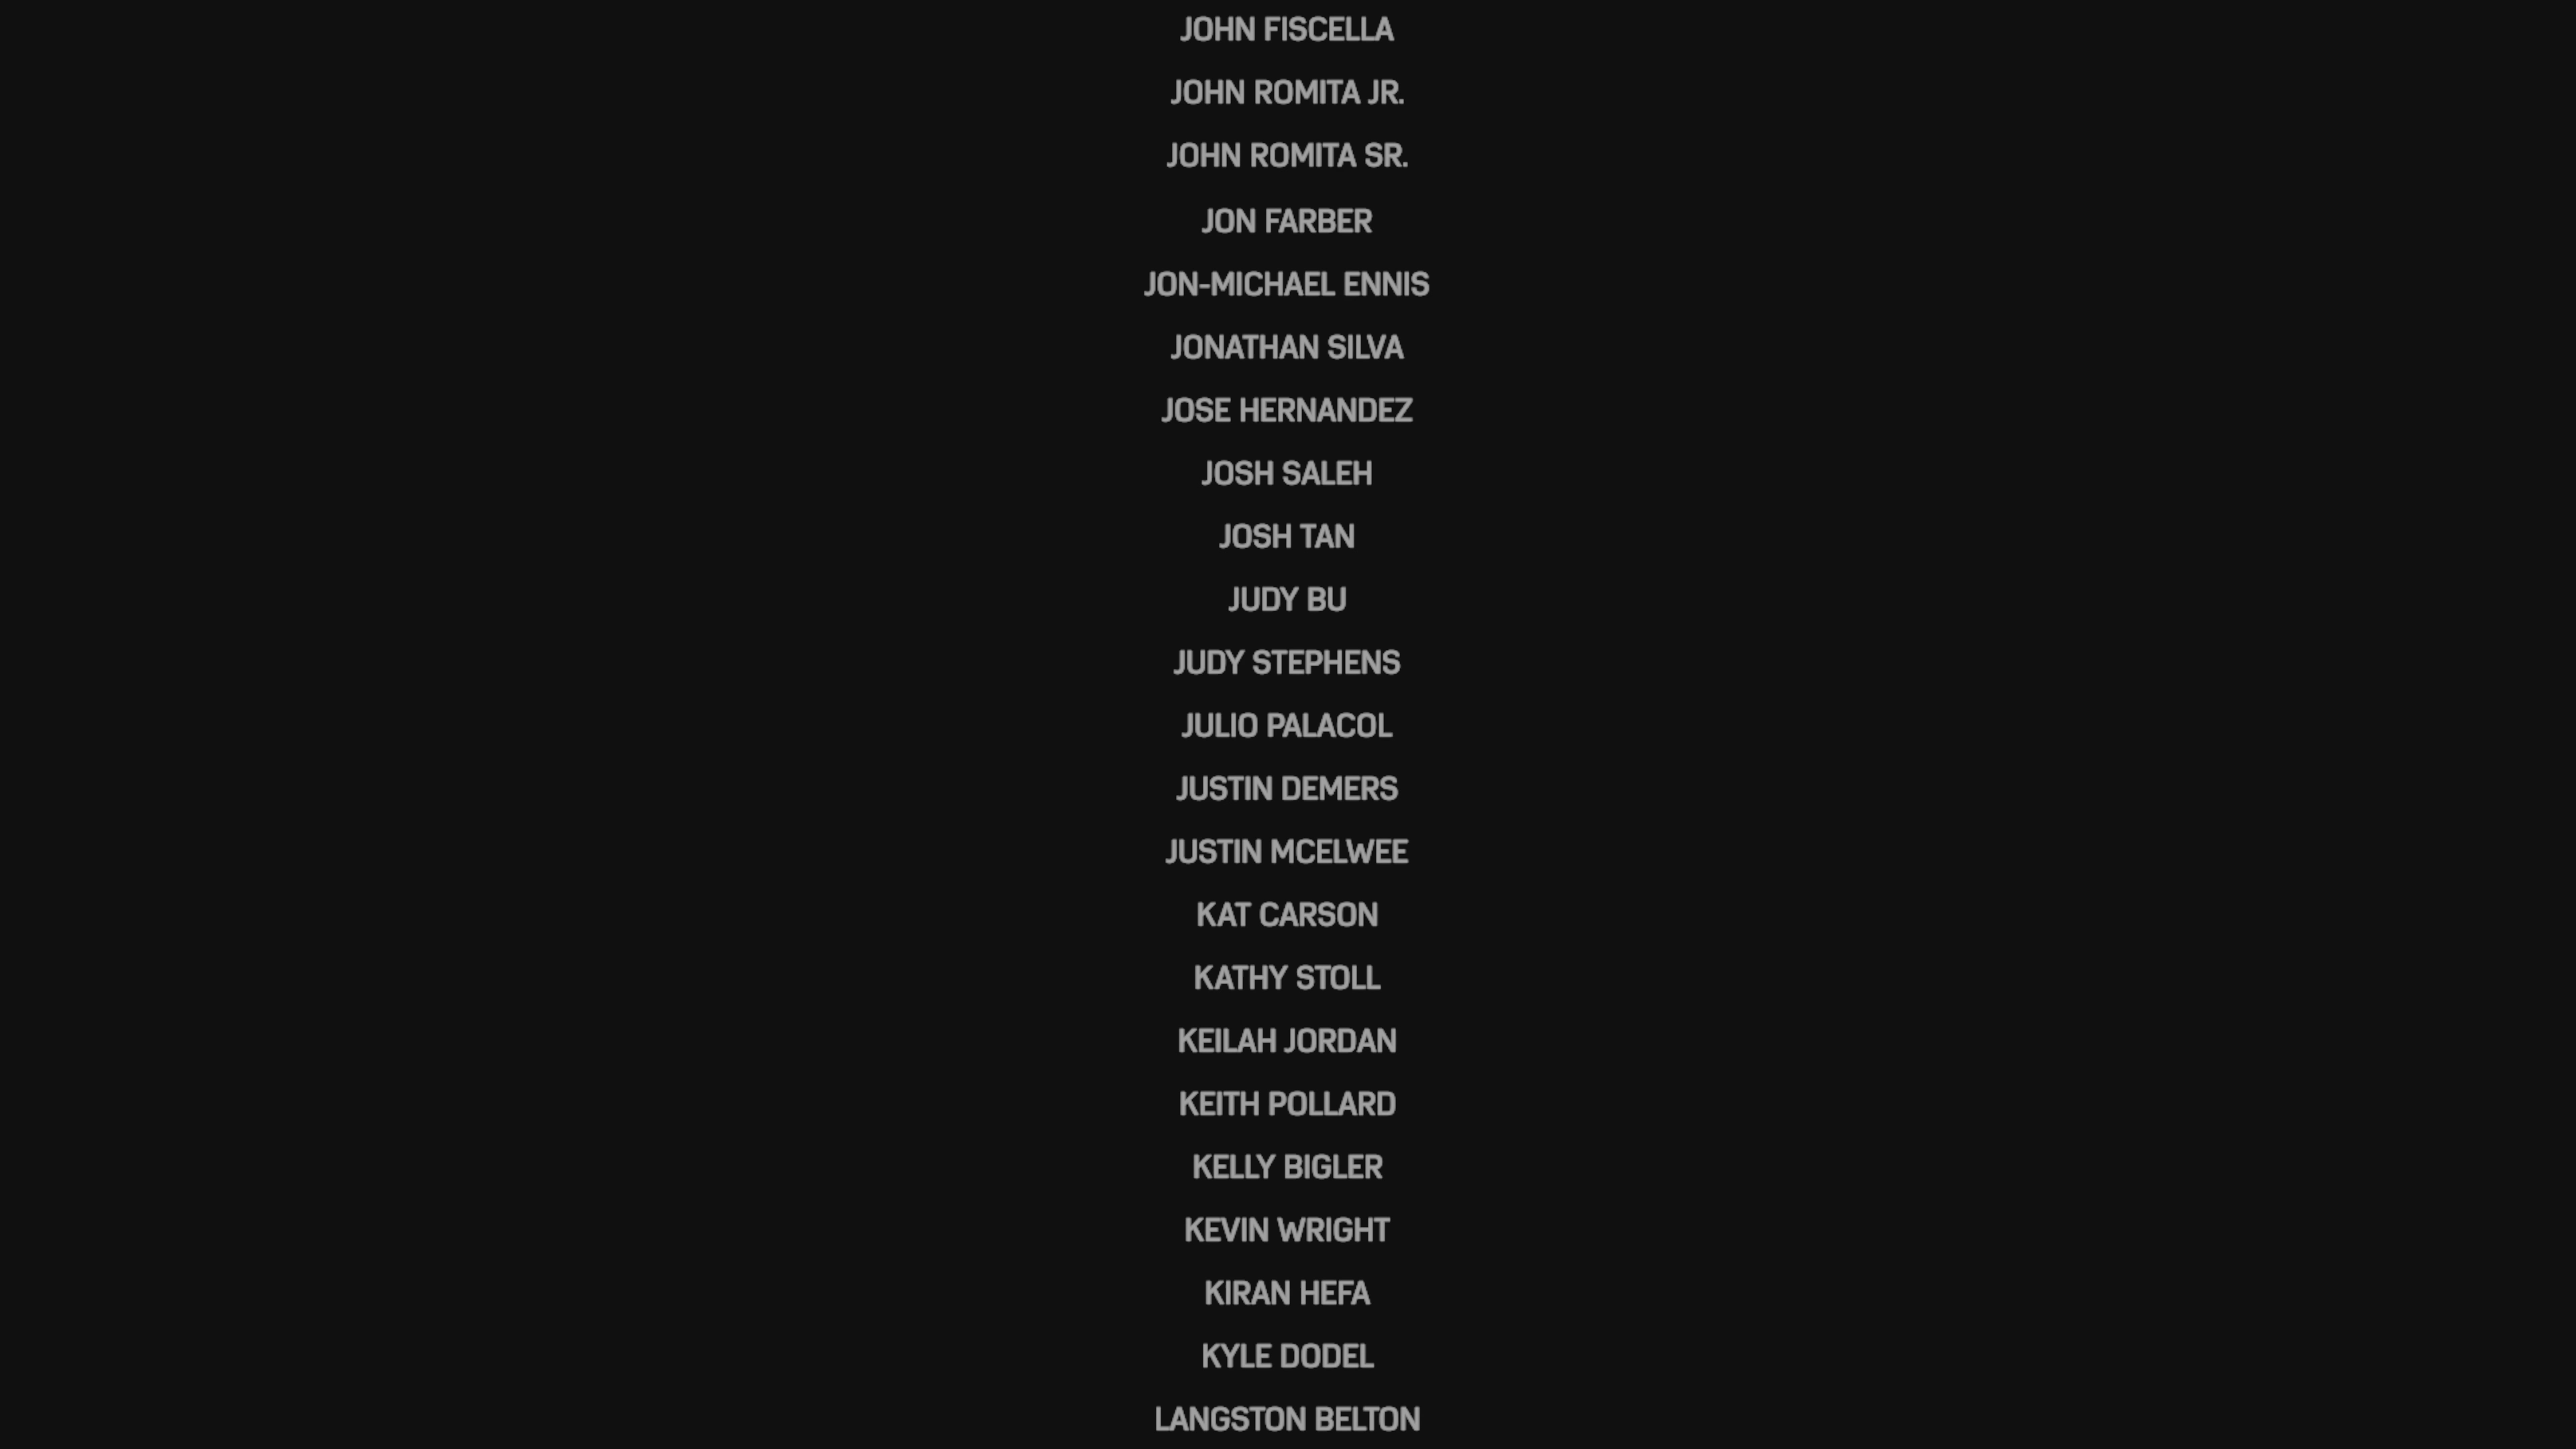 JOHN FISCELLA
JOHN ROMITA JR.
JOHN ROMITA SR.
JON FARBER
JON-MICHAEL ENNIS
JONATHAN SILVA
JOSE HERNANDEZ
JOSH SALEH
JOSH TAN
JUDY BU
JUDY STEPHENS
JULIO PALACOL
JUSTIN DEMERS
JUSTIN MCELWEE
KAT CARSON
KATHY STOLL
KEILAH JORDAN
KEITH POLLARD
KELLY BIGLER
KEVIN WRIGHT
KIRAN HEFA
KYLE DODEL
LANGSTON BELTON